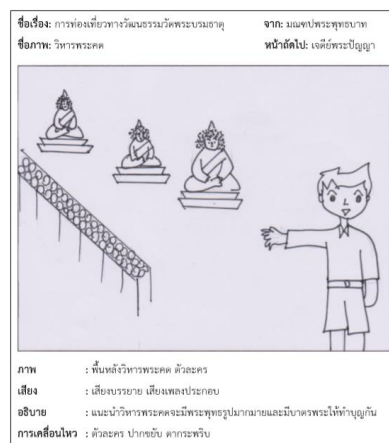 ชื่อเรื่อง: การท่องเที่ยวทางวัฒนธรรมวัดพระบรมธาตุ จาก: มณฑปพระพุทธบาท
ชื่อภาพ: วิหารพระคด หน้าถัดไป: เจดีย์พระปัญญา
ภาพ : พื้นหลังวิหารพระคด ตัวละคร
เสียง : เสียงบรรยาย เสียงเพลงประกอบ
อธิบาย : แนะนำวิหารพระคดจะมีพระพุทธรูปมากมายและมีบาตรพระให้ทำบุญกัน
การเคลื่อนไหว : ตัวละคร ปากขยับ ตากระพริบ